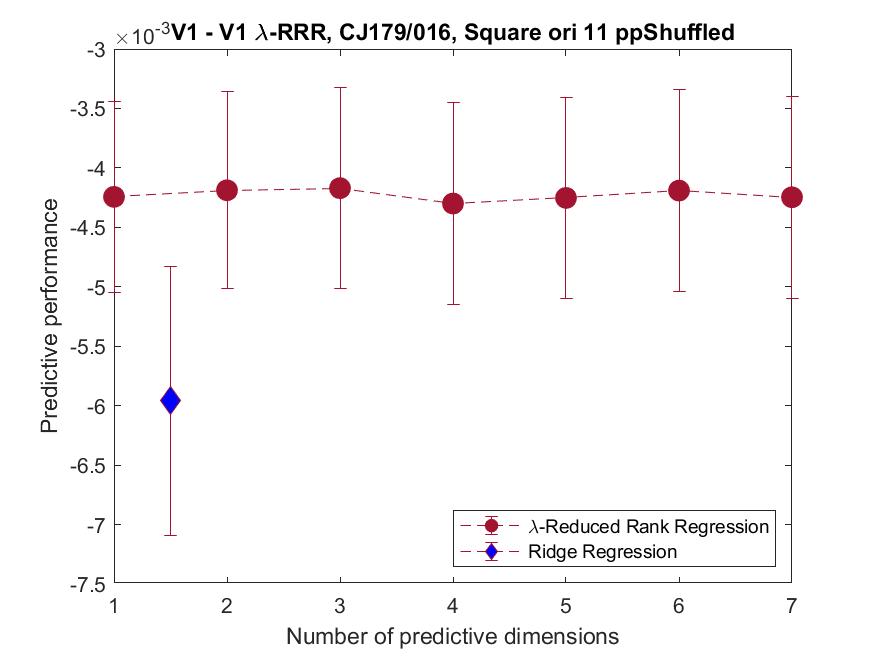 ×10-3
V1 - V1 λ-RRR, CJ179/016, Square ori 11 ppShuffled
-3
-3.5
-4
-4.5
-5
-5.5
-6
-6.5
-7
-7.5
Predictive performance
λ-Reduced Rank Regression
Ridge Regression
1 2 3 4 5 6 7
Number of predictive dimensions